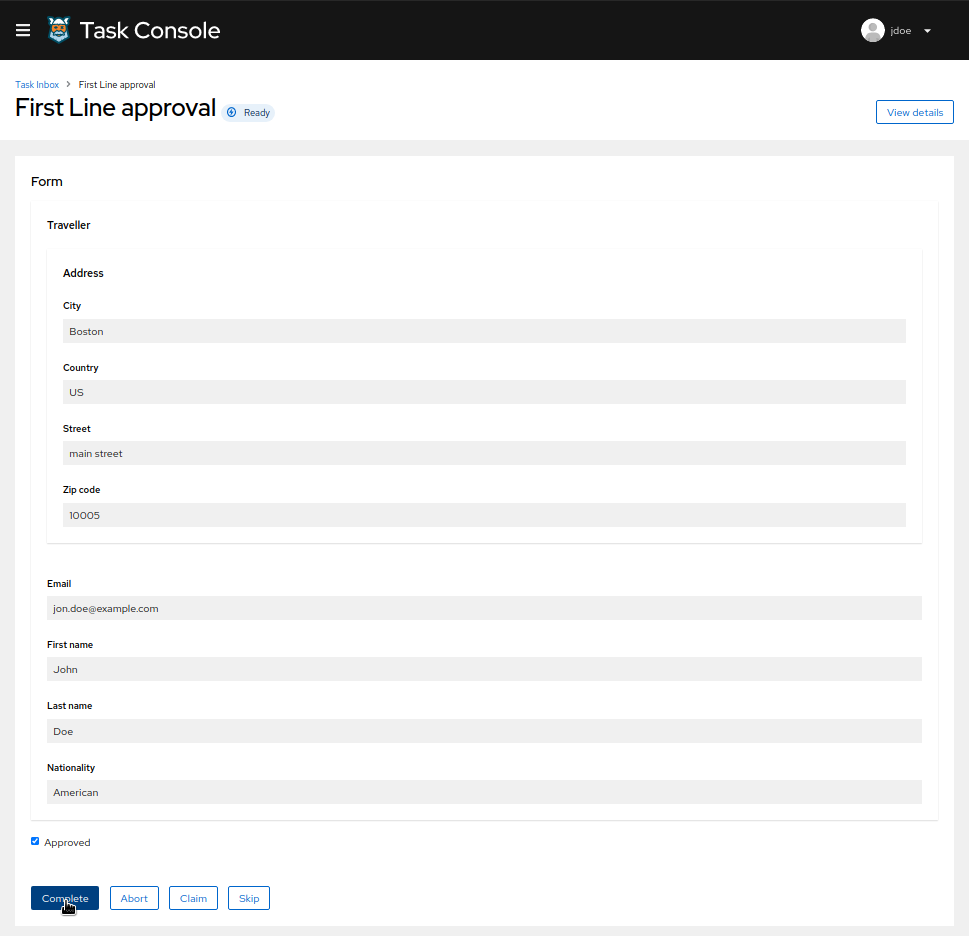 Task Console
jdoe
Task Inbox > First Line approval
First Line approval
Ready
View details
Form
Traveller
Address
City
Boston
Country
US
Street
main street
Zip code
10005
Email
jon.doe@example.com
First name
John
Last name
Doe
Nationality
American
Approved
Complete Abort Claim Skip